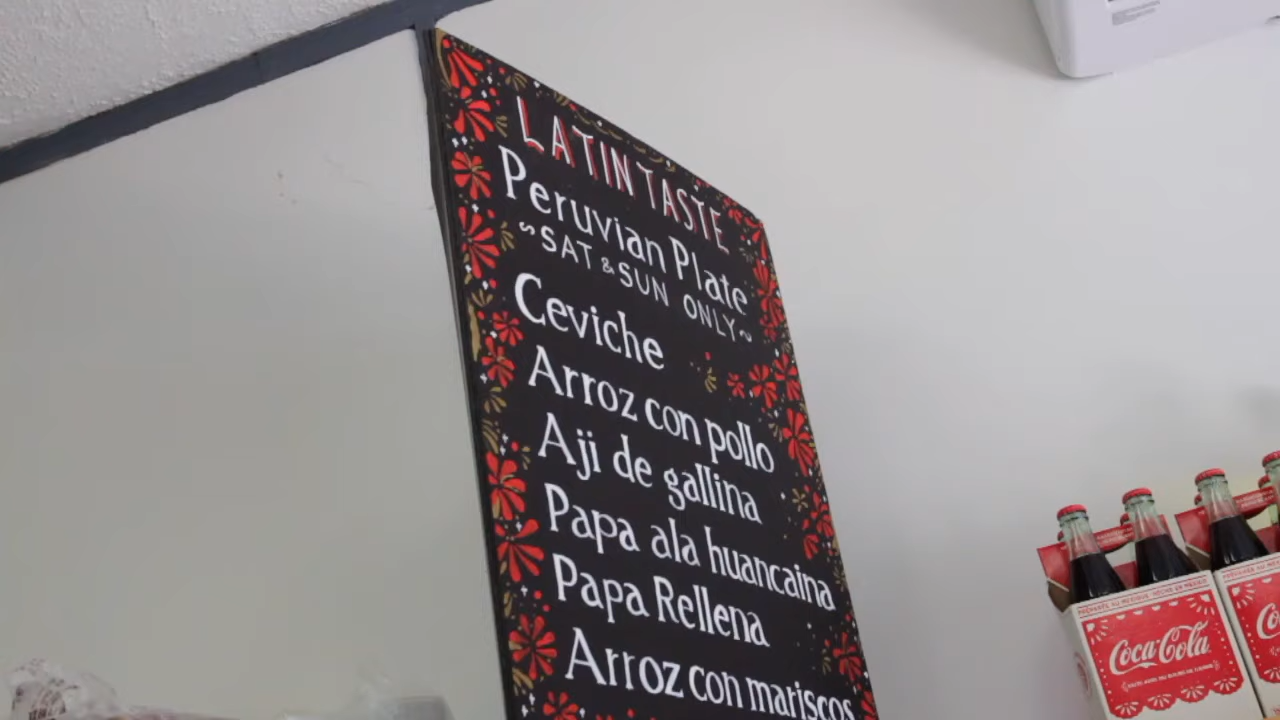 LATIN TASTE
Peruvian Plate
~SAT & SUN ONLY~
Ceviche
Arroz con pollo
Aji de gallina
Papa ala huancaina
Papa Rellena
Arroz con mariscos
Coca-Cola